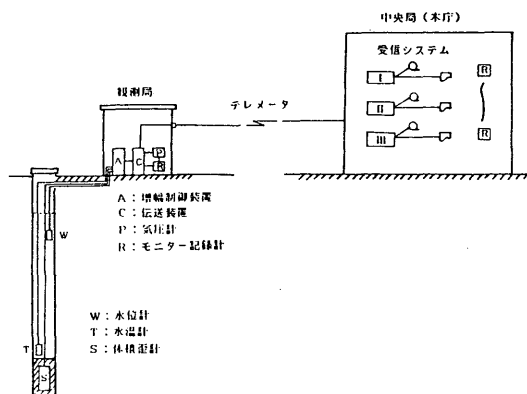 中央局(本庁)
受信システム
I
II
III
R
R
観測局
テレメータ
A
C
P
R
A:増幅制御装置
C:伝送装置
P:気圧計
R:モニター記録計
W
W:水位計
T:水温計
S:体積歪計
T
S